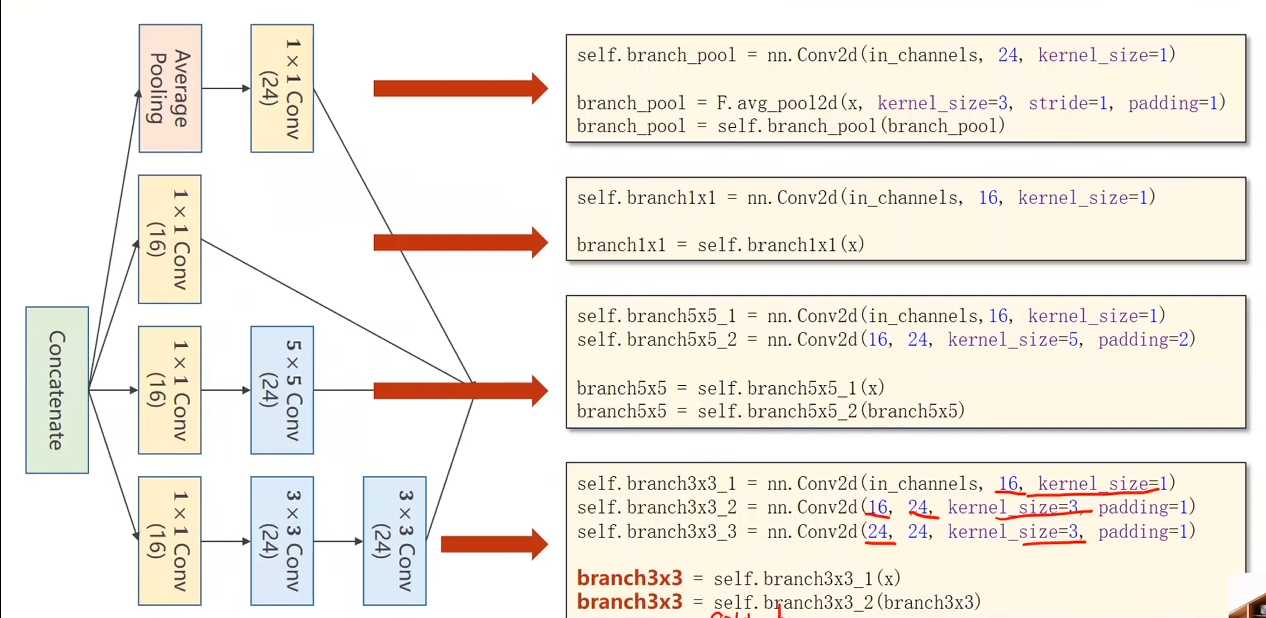 Average
Pooling
1×1 Conv
(24)
self.branch_pool = nn.Conv2d(in_channels, 24, kernel_size=1)
branch_pool = F.avg_pool2d(x, kernel_size=3, stride=1, padding=1)
branch_pool = self.branch_pool(branch_pool)
1×1 Conv
(16)
self.branch1x1 = nn.Conv2d(in_channels, 16, kernel_size=1)
branch1x1 = self.branch1x1(x)
Concatenate
1×1 Conv
(16)
5×5 Conv
(24)
self.branch5x5_1 = nn.Conv2d(in_channels,16, kernel_size=1)
self.branch5x5_2 = nn.Conv2d(16, 24, kernel_size=5, padding=2)
branch5x5 = self.branch5x5_1(x)
branch5x5 = self.branch5x5_2(branch5x5)
1×1 Conv
(16)
3×3 Conv
(24)
3×3 Conv
(24)
self.branch3x3_1 = nn.Conv2d(in_channels, 16, kernel_size=1)
self.branch3x3_2 = nn.Conv2d(16, 24, kernel_size=3, padding=1)
self.branch3x3_3 = nn.Conv2d(24, 24, kernel_size=3, padding=1)
branch3x3 = self.branch3x3_1(x)
branch3x3 = self.branch3x3_2(branch3x3)